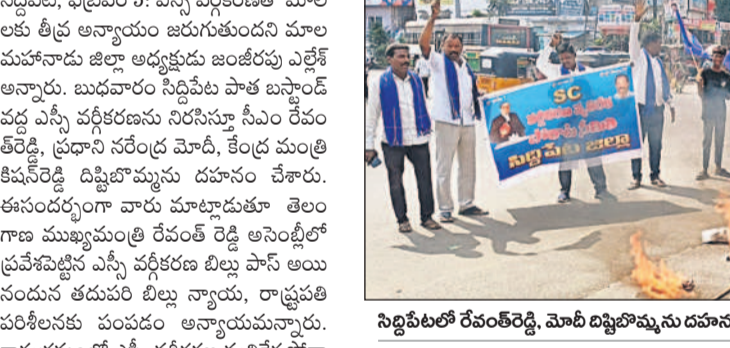 సిద్దిపేట, ఫిబ్రవరి 5: ఎస్సీ వర్గీకరణతో మాల
లకు తీవ్ర అన్యాయం జరుగుతుందని మాల
మహానాడు జిల్లా అధ్యక్షుడు జంజీరపు ఎల్లేశ్
అన్నారు. బుధవారం సిద్దిపేట పాత బస్టాండ్
వద్ద ఎస్సీ వర్గీకరణను నిరసిస్తూ సీఎం రేవం
త్‌రెడ్డి, ప్రధాని నరేంద్ర మోదీ, కేంద్ర మంత్రి
కిషన్‌రెడ్డి దిష్టిబొమ్మను దహనం చేశారు.
ఈసందర్భంగా వారు మాట్లాడుతూ తెలం
గాణ ముఖ్యమంత్రి రేవంత్ రెడ్డి అసెంబ్లీలో
ప్రవేశపెట్టిన ఎస్సీ వర్గీకరణ బిల్లు పాస్ అయి
నందున తదుపరి బిల్లు న్యాయ, రాష్ట్రపతి
పరిశీలనకు పంపడం అన్యాయమన్నారు.
SC
సిద్దిపేట జిల్లా
సిద్దిపేటలో రేవంత్‌రెడ్డి, మోదీ దిష్టిబొమ్మను దహన